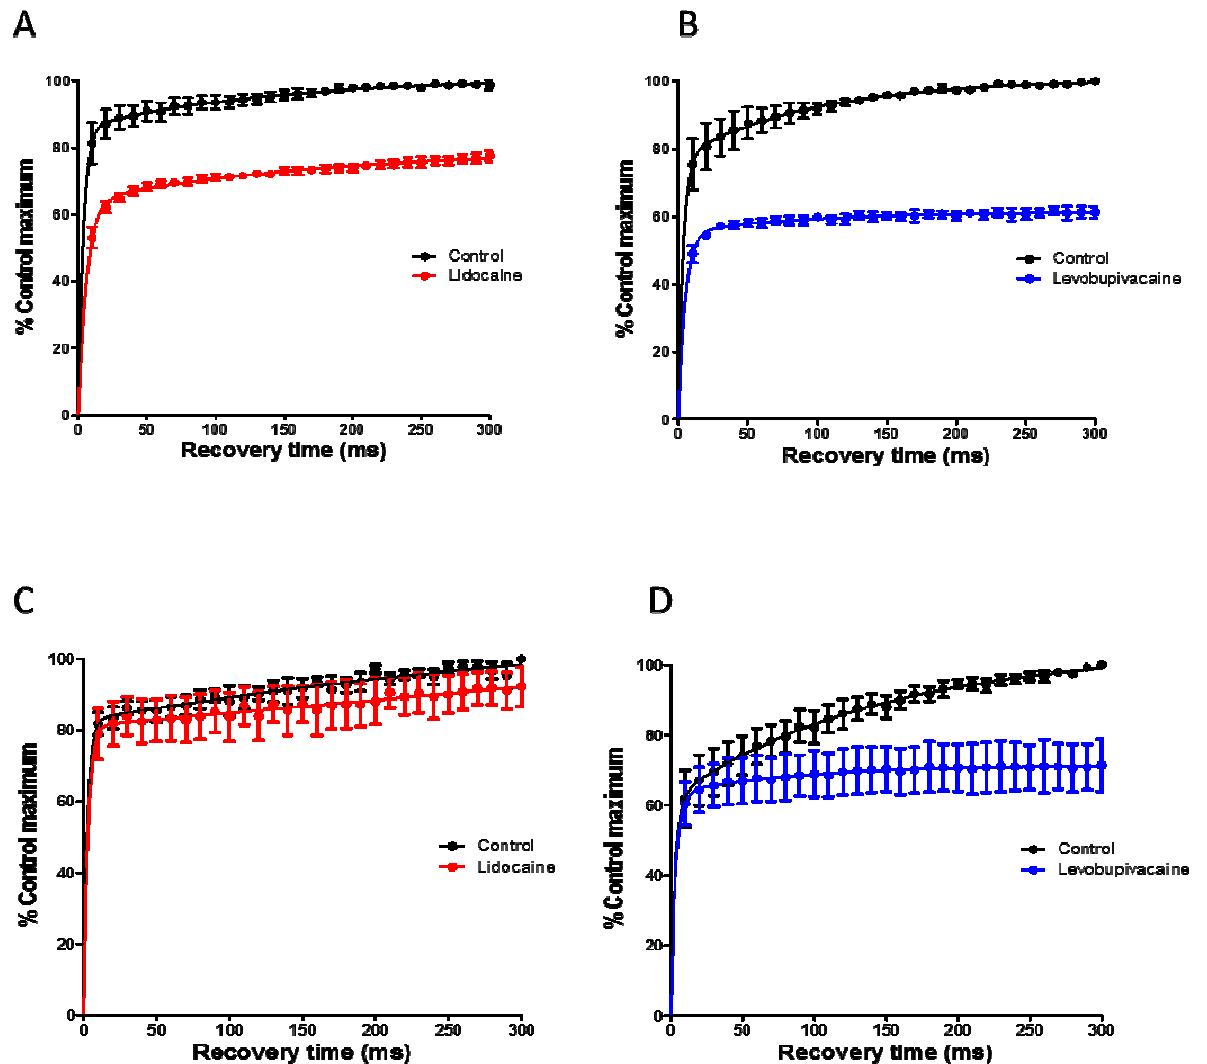 A
100
80
60
40
20
0
% Control maximum
Control
Lidocaine
0 50 100 150 200 250 300
Recovery time (ms)
B
100
80
60
40
20
0
% Control maximum
Control
Levobupivacaine
0 50 100 150 200 250 300
Recovery time (ms)
C
100
80
60
40
20
0
% Control maximum
Control
Lidocaine
0 50 100 150 200 250 300
Recovery time (ms)
D
100
80
60
40
20
0
% Control maximum
Control
Levobupivacaine
0 50 100 150 200 250 300
Recovery time (ms)